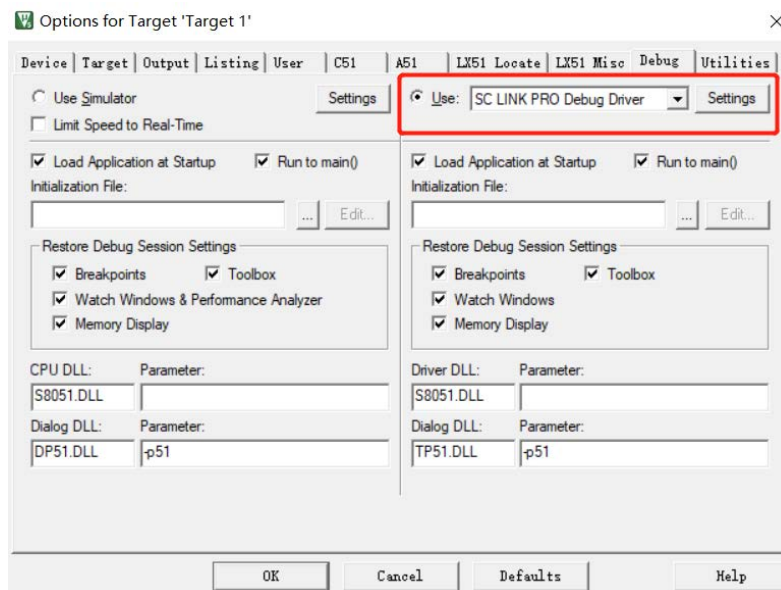 Options for Target 'Target 1'
Device Target Output Listing User C51 A51 LX51 Locate LX51 Misc Debug Utilities
Use Simulator Settings
Limit Speed to Real-Time
Use: SC LINK PRO Debug Driver Settings
Load Application at Startup Run to main()
Initialization File:
... Edit...
Restore Debug Session Settings
Breakpoints Toolbox
Watch Windows & Performance Analyzer
Memory Display
CPU DLL: Parameter:
S8051.DLL
Dialog DLL: Parameter:
DP51.DLL -p51
Load Application at Startup Run to main()
Initialization File:
... Edit...
Restore Debug Session Settings
Breakpoints Toolbox
Watch Windows
Memory Display
Driver DLL: Parameter:
S8051.DLL
Dialog DLL: Parameter:
TP51.DLL -p51
OK Cancel Defaults Help